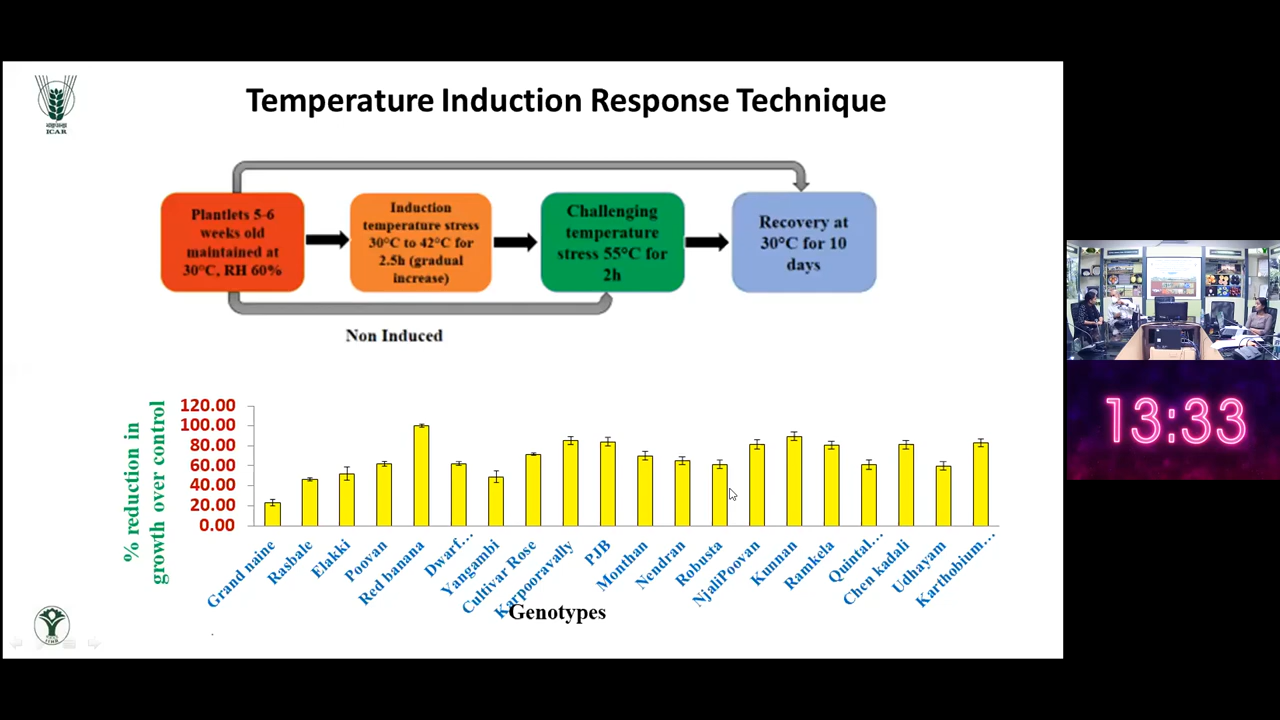 Temperature Induction Response Technique
ICAR
Plantlets 5-6
weeks old
maintained at
30°C, RH 60%
Induction
temperature stress
30°C to 42°C for
2.5h (gradual
increase)
Challenging
temperature
stress 55°C for
2h
Recovery at
30°C for 10
days
Non Induced
13:33
% reduction in
growth over control
120.00
100.00
80.00
60.00
40.00
20.00
0.00
Grand naine
Rasbale
Elakki
Poovan
Red banana
Dwarf…
Yangambi
Cultivar Rose
Karpooravally
PJB
Monthan
Nendran
Robusta
NjaliPoovan
Kunnan
Ramkela
Quintal…
Chen kadali
Udhayam
Karthobium…
Genotypes